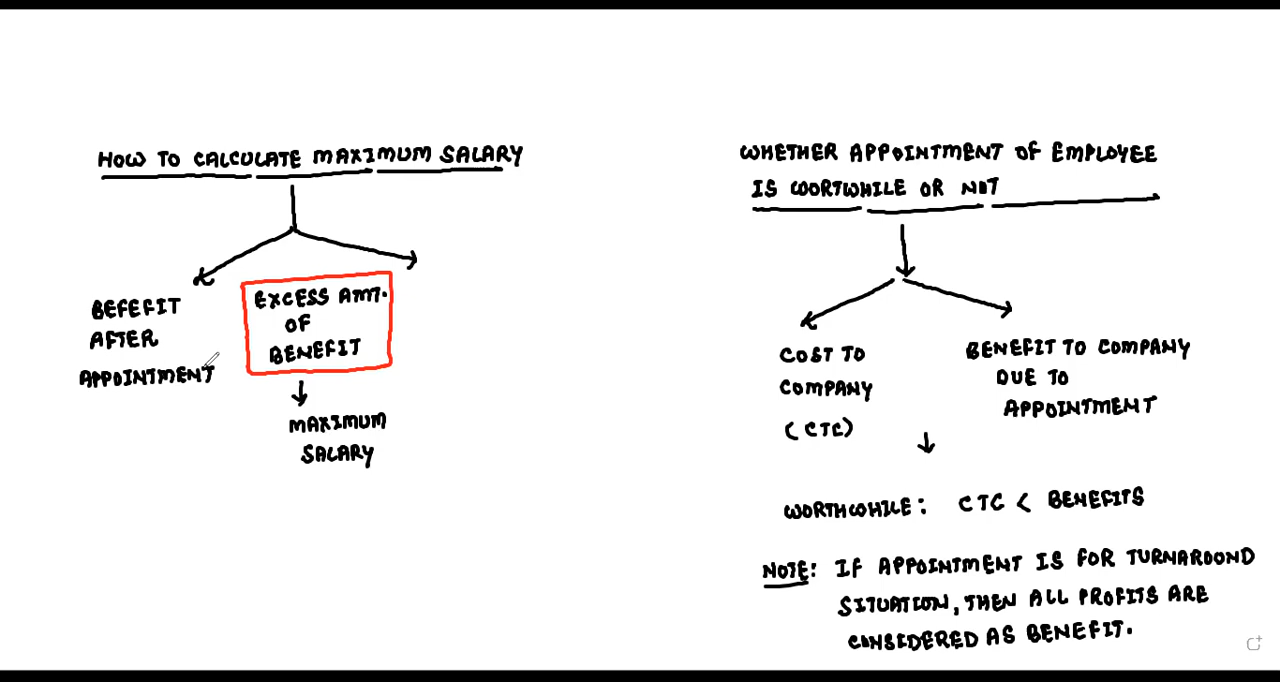 HOW TO CALCULATE MAXIMUM SALARY
BEFEFIT
AFTER
APPOINTMENT
EXCESS AMT.
OF
BENEFIT
MAXIMUM
SALARY
WHETHER APPOINTMENT OF EMPLOYEE
IS WORTWHILE OR NOT
COST TO
COMPANY
(CTC)
BENEFIT TO COMPANY
DUE TO
APPOINTMENT
WORTHWHILE: CTC < BENEFITS
NOTE: IF APPOINTMENT IS FOR TURNAROUND
SITUATION, THEN ALL PROFITS ARE
CONSIDERED AS BENEFIT.